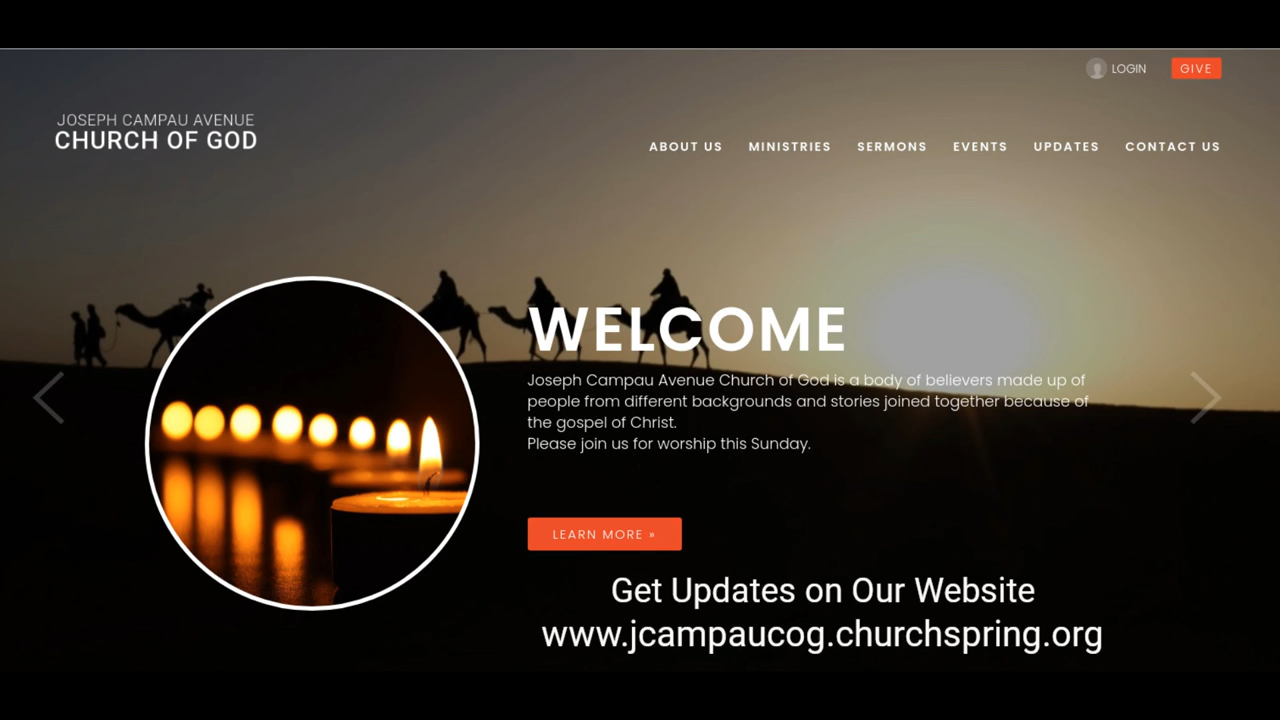 LOGIN
GIVE
JOSEPH CAMPAU AVENUE
CHURCH OF GOD
ABOUT US
MINISTRIES
SERMONS
EVENTS
UPDATES
CONTACT US
WELCOME
Joseph Campau Avenue Church of God is a body of believers made up of
people from different backgrounds and stories joined together because of
the gospel of Christ.
Please join us for worship this Sunday.
LEARN MORE »
Get Updates on Our Website
www.jcampaucog.churchspring.org